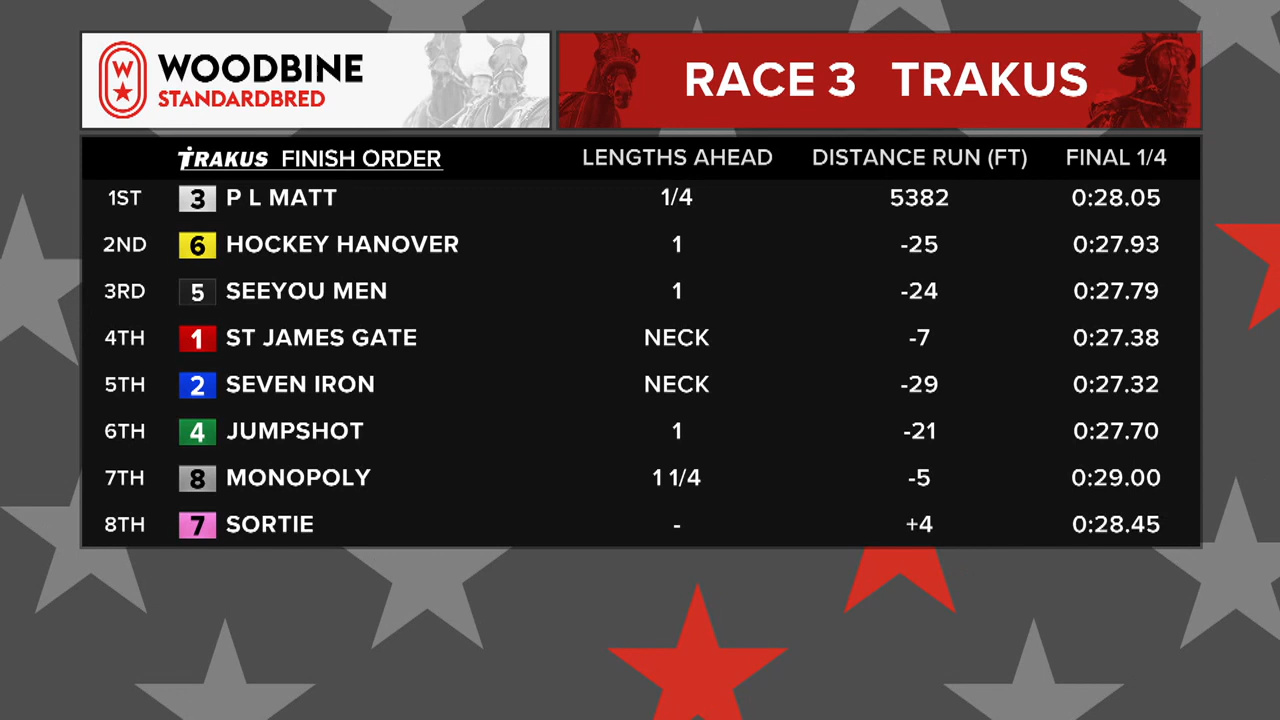 W
WOODBINE
STANDARDBRED
RACE 3 TRAKUS
TRAKUS FINISH ORDER LENGTHS AHEAD DISTANCE RUN (FT) FINAL 1/4
1ST 3 P L MATT 1/4 5382 0:28.05
2ND 6 HOCKEY HANOVER 1 -25 0:27.93
3RD 5 SEEYOU MEN 1 -24 0:27.79
4TH 1 ST JAMES GATE NECK -7 0:27.38
5TH 2 SEVEN IRON NECK -29 0:27.32
6TH 4 JUMPSHOT 1 -21 0:27.70
7TH 8 MONOPOLY 1 1/4 -5 0:29.00
8TH 7 SORTIE - +4 0:28.45